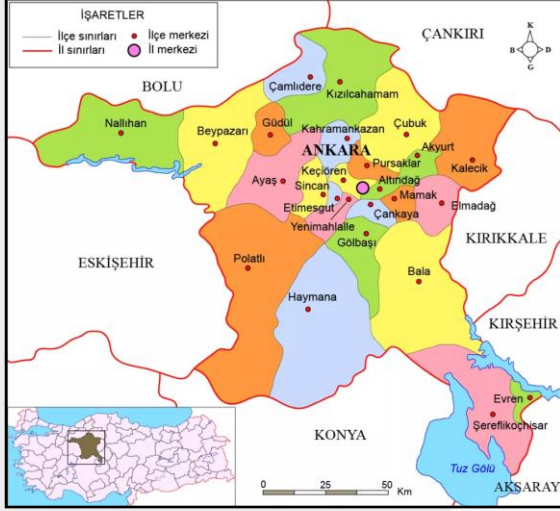 İŞARETLER
İlçe sınırları
İlçe merkezi
İl sınırları
İl merkezi
ÇANKIRI
K
B
D
G
BOLU
Çamlıdere
Kızılcahamam
Nallıhan
Güdül
Beypazarı
Kahramankazan
Çubuk
Akyurt
ANKARA
Pursaklar
Kalecik
Keçiören
Ayaş
Altındağ
Sincan
Etimesgut
Mamak
Elmadağ
Çankaya
Yenimahlalle
Gölbaşı
KIRIKKALE
ESKİŞEHİR
Polatlı
Bala
Haymana
KIRŞEHİR
Evren
Şereflikoçhisar
KONYA
Tuz Gölü
AKSARAY
0 25 50
Km